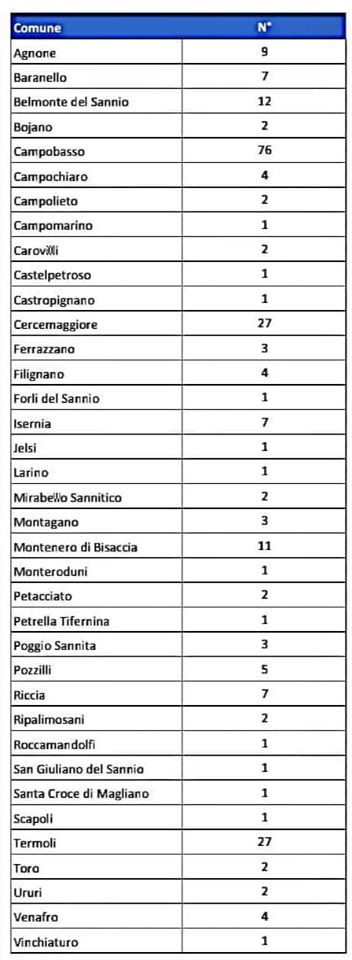 Comune N°
Agnone 9
Baranello 7
Belmonte del Sannio 12
Bojano 2
Campobasso 76
Campochiaro 4
Campolieto 2
Campomarino 1
Carovilli 2
Castelpetroso 1
Castropignano 1
Cercemaggiore 27
Ferrazzano 3
Filignano 4
Forlì del Sannio 1
Isernia 7
Jelsi 1
Larino 1
Mirabello Sannitico 2
Montagano 3
Montenero di Bisaccia 11
Monteroduni 1
Petacciato 2
Petrella Tifernina 1
Poggio Sannita 3
Pozzilli 5
Riccia 7
Ripalimosani 2
Roccamandolfi 1
San Giuliano del Sannio 1
Santa Croce di Magliano 1
Scapoli 1
Termoli 27
Toro 2
Ururi 2
Venafro 4
Vinchiaturo 1